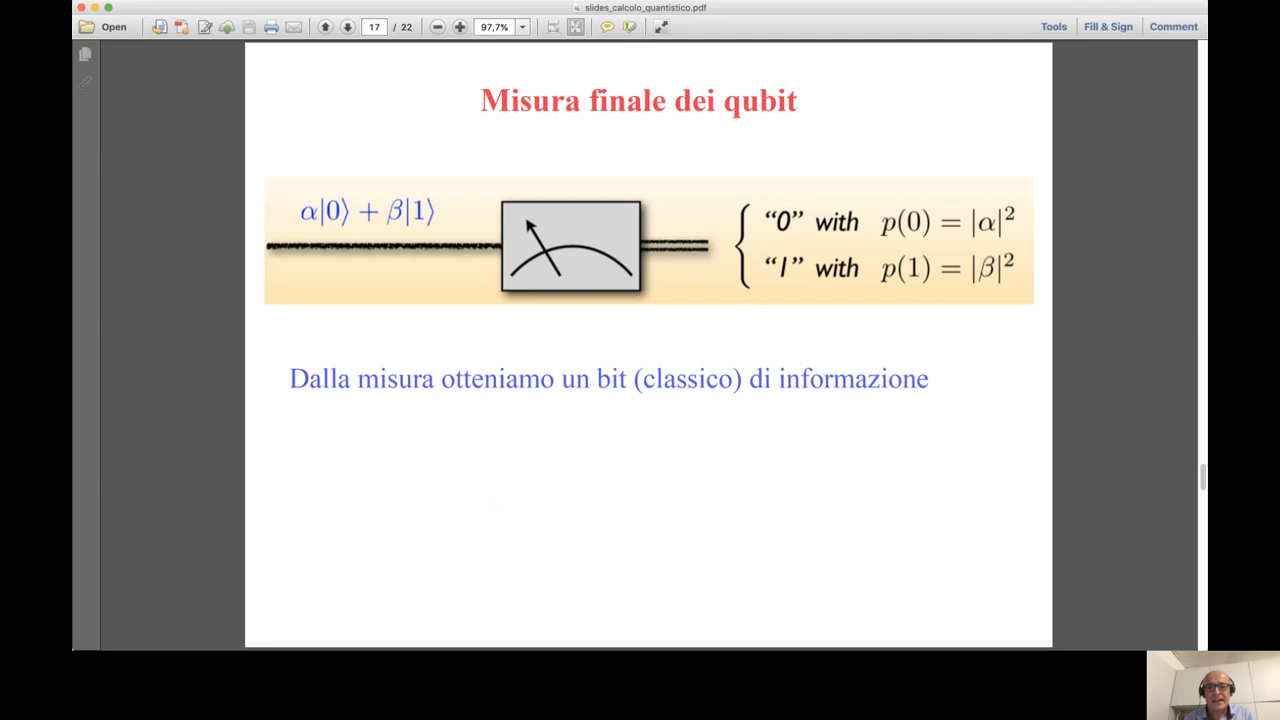 slides_calcolo_quantistico.pdf
Open 17 / 22 97,7% Tools Fill & Sign Comment
Misura finale dei qubit
α|0⟩ + β|1⟩
“0” with p(0) = |α|²
“1” with p(1) = |β|²
Dalla misura otteniamo un bit (classico) di informazione